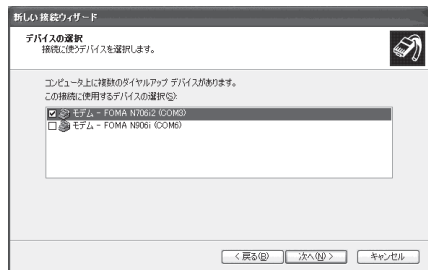 新しい接続ウィザード
デバイスの選択
接続に使うデバイスを選択します。
コンピュータ上に複数のダイヤルアップ デバイスがあります。
この接続に使用するデバイスの選択(S):
モデム - FOMA N706i2 (COM3)
モデム - FOMA N906i (COM6)
< 戻る(B) 次へ(N) > キャンセル